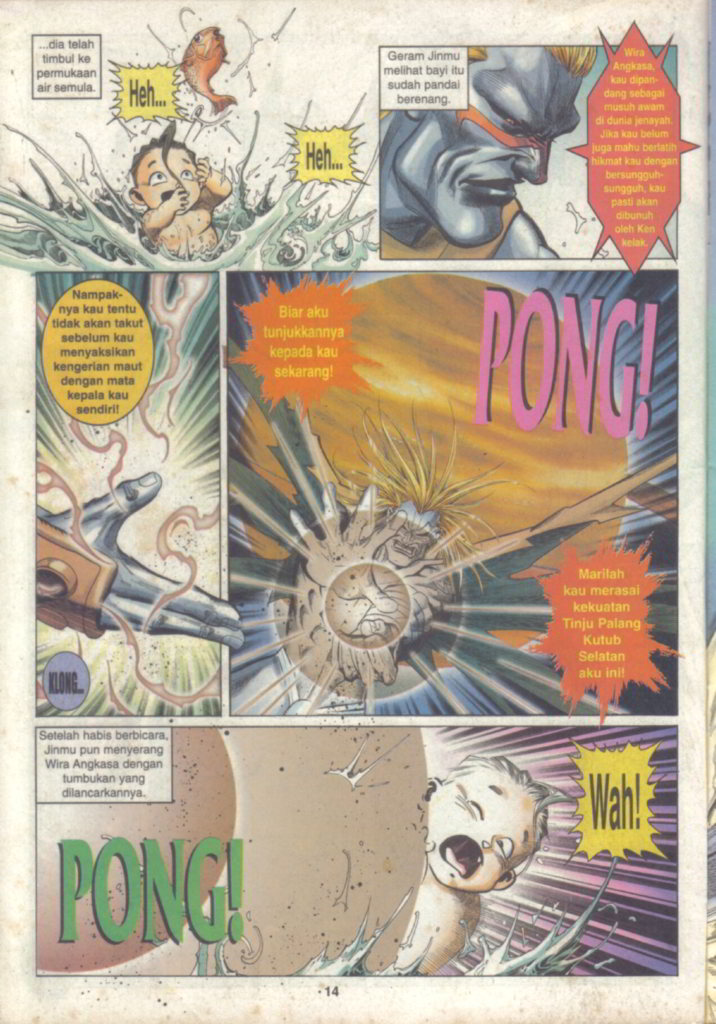 ...dia telah
timbul ke
permukaan
air semula.
Heh...
Heh...
Geram Jinmu
melihat bayi itu
sudah pandai
berenang.
Wira
Angkasa,
kau dipan-
dang sebagai
musuh awam
di dunia jenayah.
Jika kau belum
juga mahu berlatih
hikmat kau dengan
bersungguh-
sungguh, kau
pasti akan
dibunuh
oleh Ken
kelak.
Nampak-
nya kau tentu
tidak akan takut
sebelum kau
menyaksikan
kengerian maut
dengan mata
kepala kau
sendiri!
KLONG...
Biar aku
tunjukkannya
kepada kau
sekarang!
PONG!
Marilah
kau merasai
kekuatan
Tinju Palang
Kutub
Selatan
aku ini!
Setelah habis berbicara,
Jinmu pun menyerang
Wira Angkasa dengan
tumbukan yang
dilancarkannya.
PONG!
Wah!
14